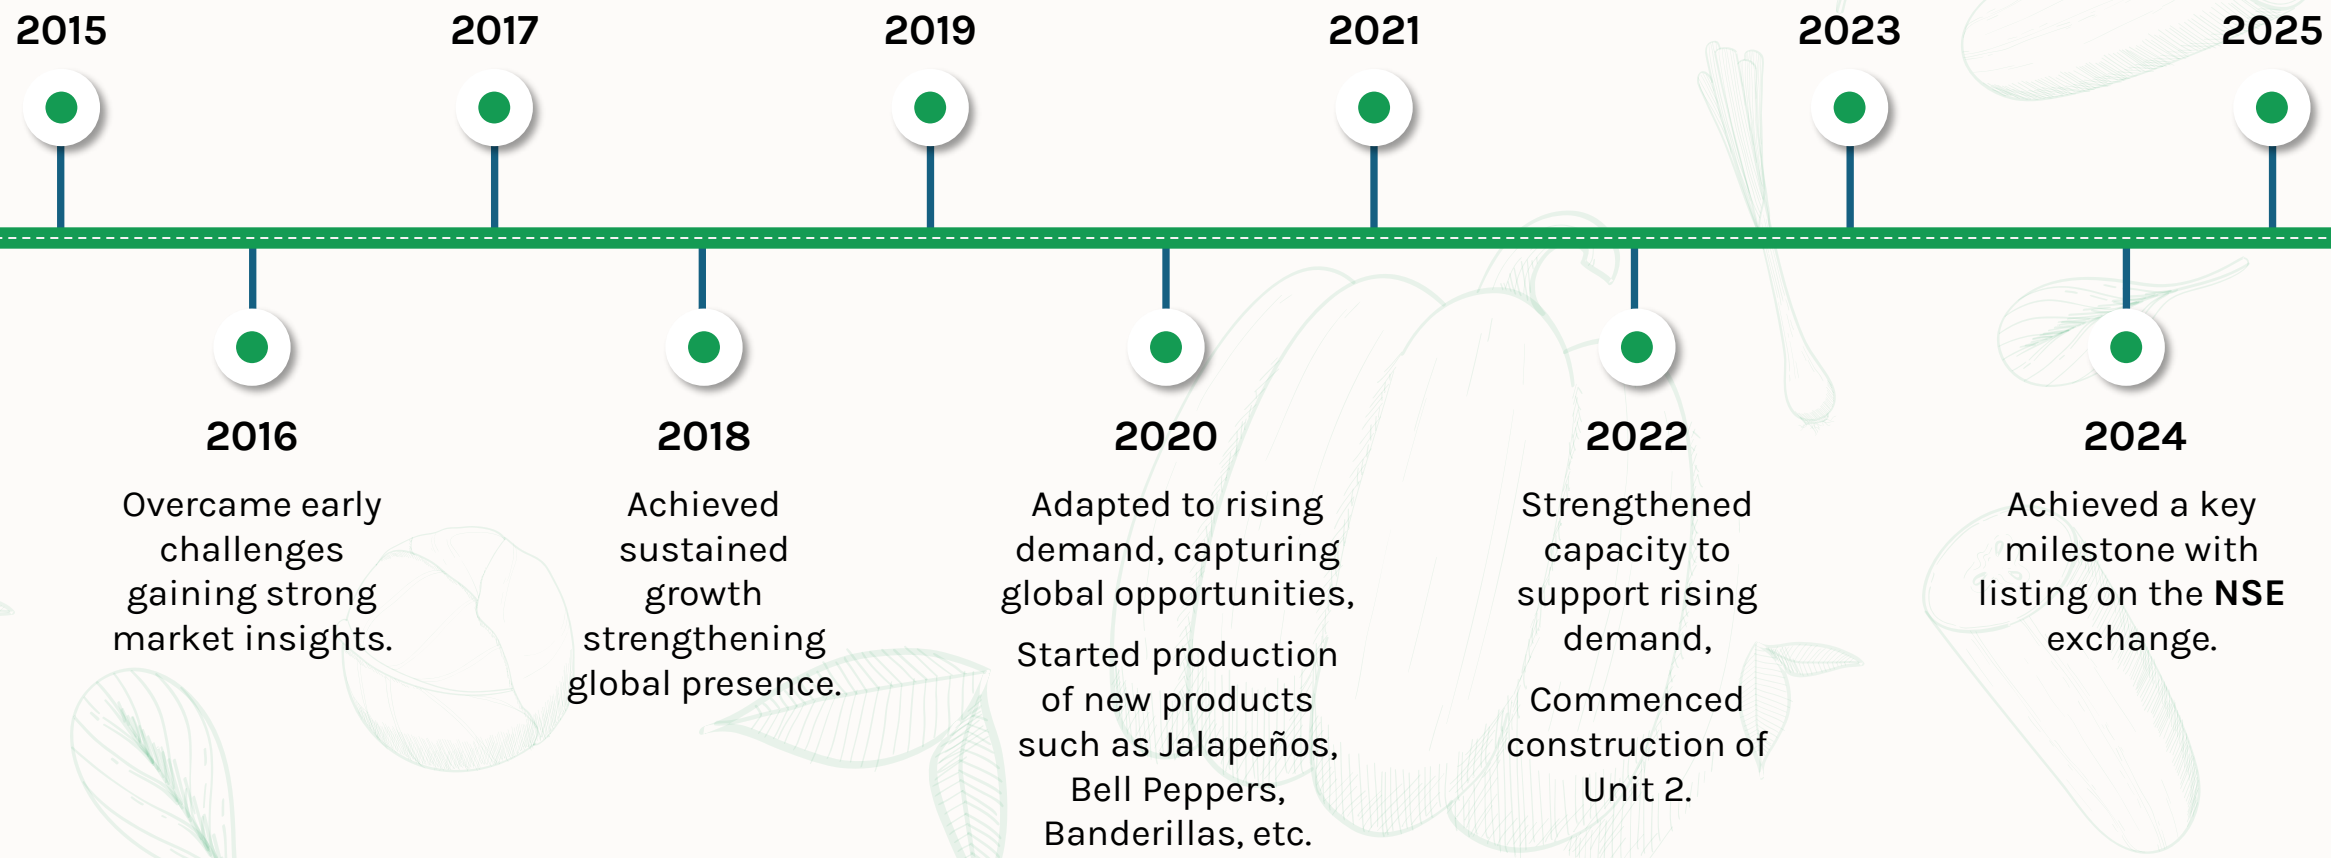 2015
2017
2019
2021
2023
2025
2016
Overcame early
challenges
gaining strong
market insights.
2018
Achieved
sustained
growth
strengthening
global presence.
2020
Adapted to rising
demand, capturing
global opportunities,
Started production
of new products
such as Jalapeños,
Bell Peppers,
Banderillas, etc.
2022
Strengthened
capacity to
support rising
demand,
Commenced
construction of
Unit 2.
2024
Achieved a key
milestone with
listing on the NSE
exchange.